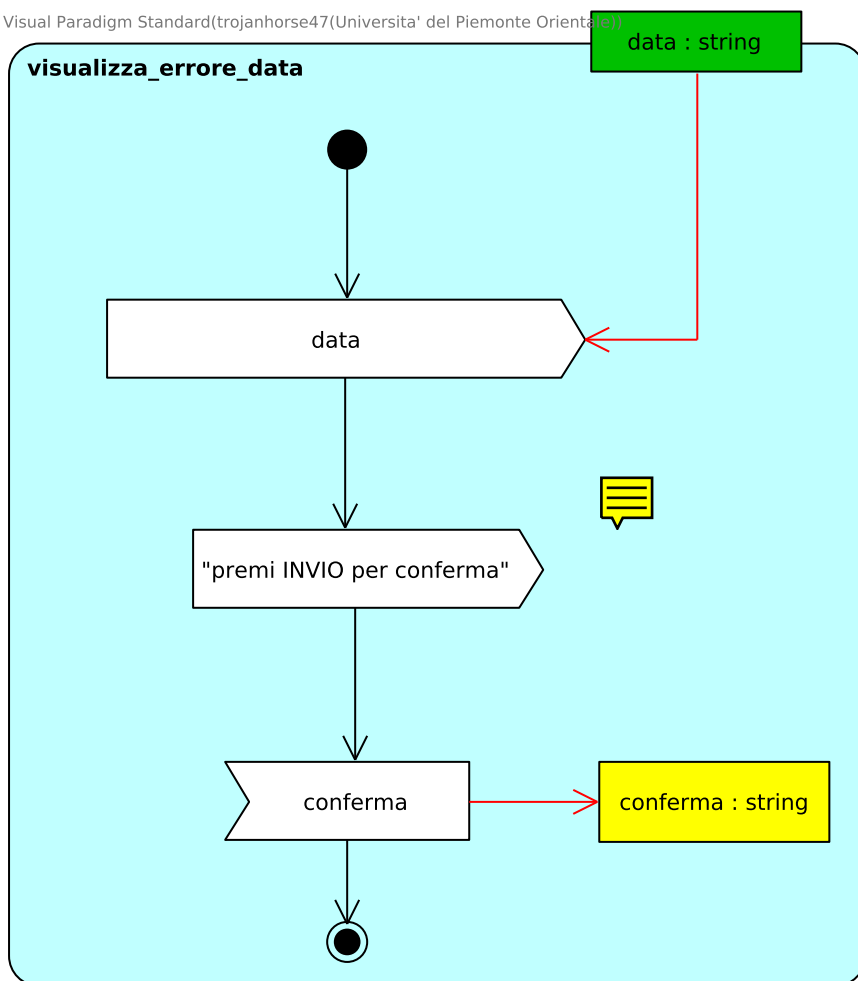 Visual Paradigm Standard(trojanhorse47(Universita' del Piemonte Orientale))
data : string
visualizza_errore_data
data
"premi INVIO per conferma"
conferma
conferma : string